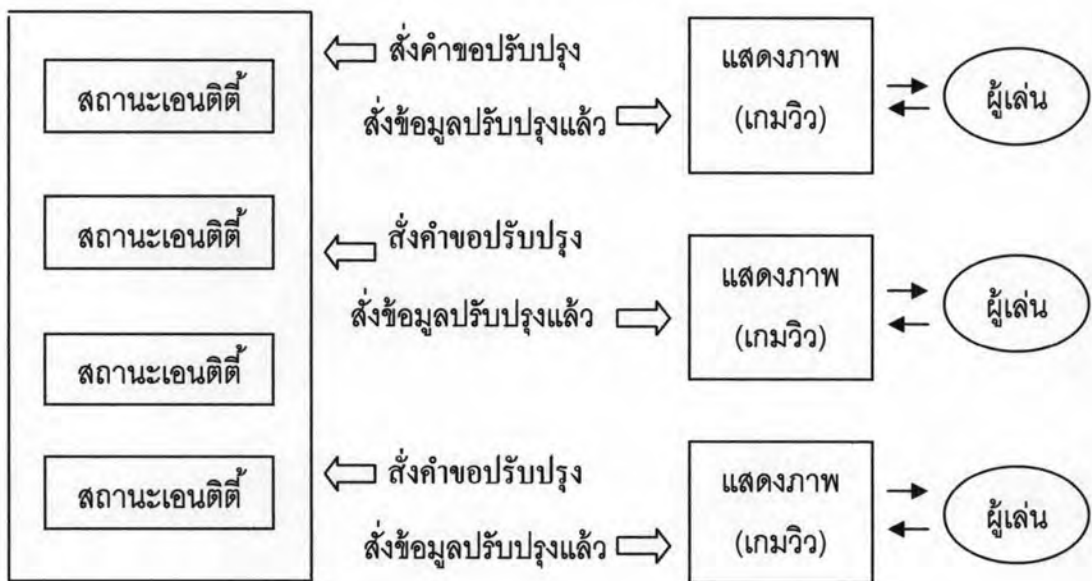 สั่งคำขอปรับปรุง
สถานะเอนติตี้
สั่งข้อมูลปรับปรุงแล้ว
แสดงภาพ
(เกมวิว)
ผู้เล่น
สถานะเอนติตี้
สั่งคำขอปรับปรุง
สั่งข้อมูลปรับปรุงแล้ว
แสดงภาพ
(เกมวิว)
ผู้เล่น
สถานะเอนติตี้
สถานะเอนติตี้
สั่งคำขอปรับปรุง
สั่งข้อมูลปรับปรุงแล้ว
แสดงภาพ
(เกมวิว)
ผู้เล่น